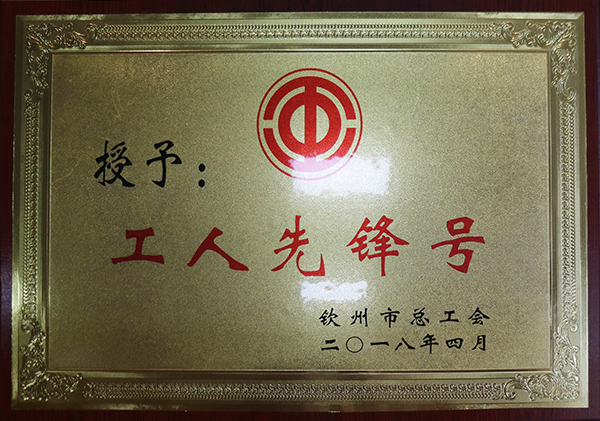 授予：
工人先锋号
钦州市总工会
二〇一八年四月